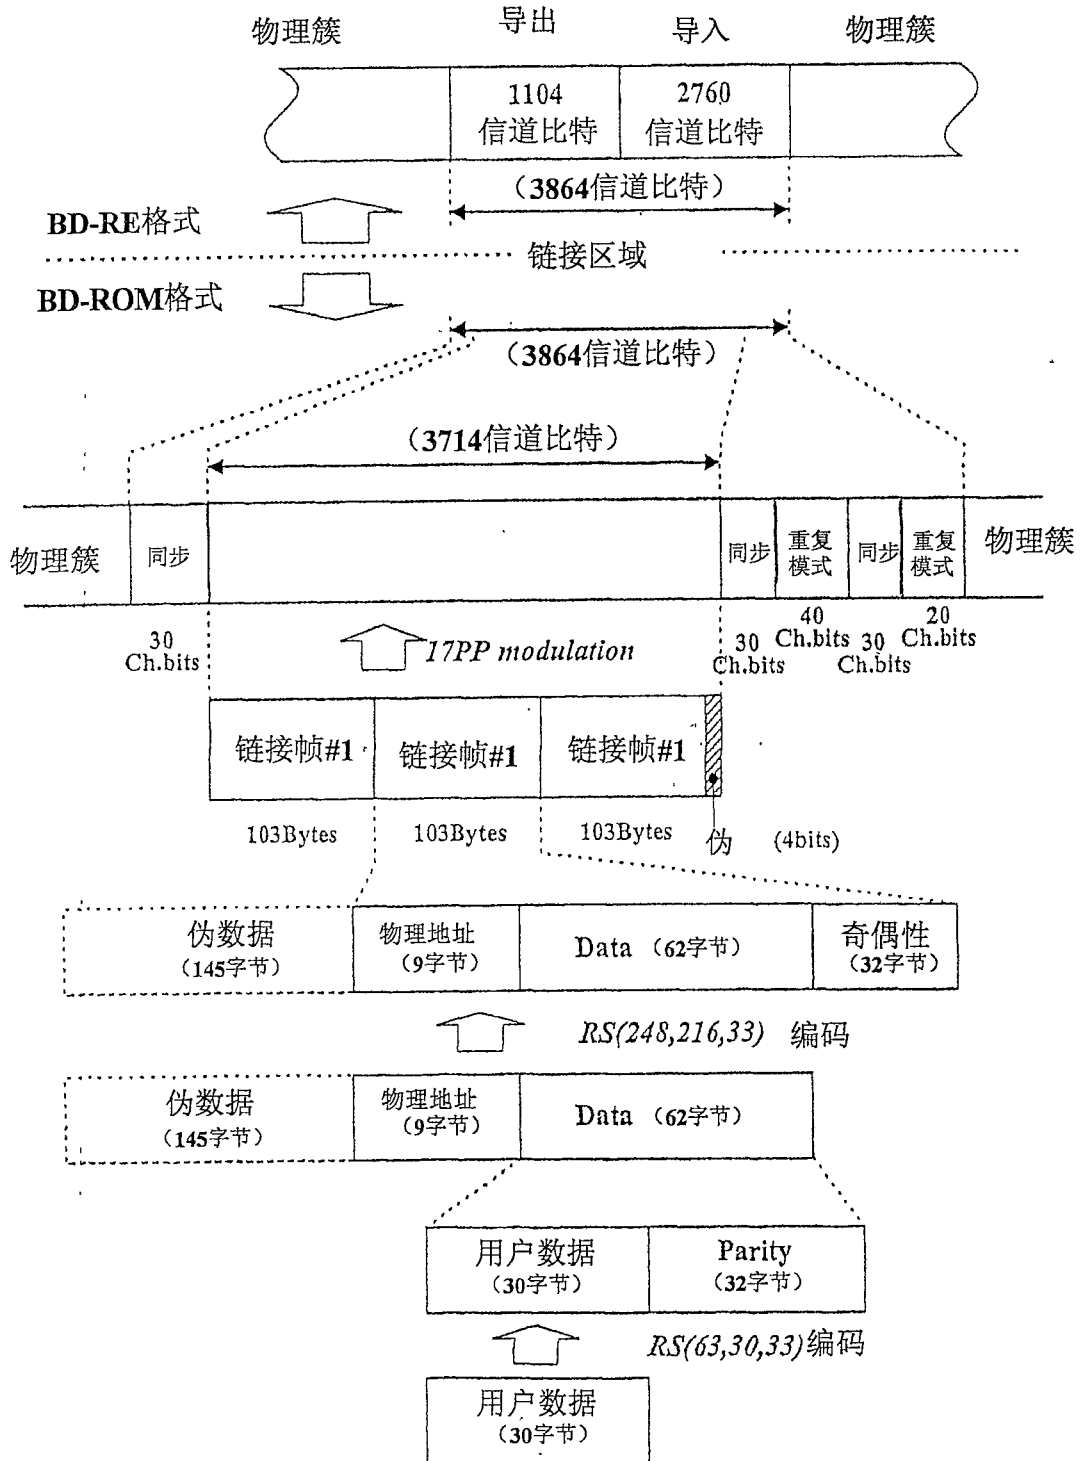 物理簇 导出 导入 物理簇
1104 2760
信道比特 信道比特
（3864信道比特）
BD-RE格式
链接区域
BD-ROM格式
（3864信道比特）
（3714信道比特）
物理簇 同步 同步 重复模式 同步 重复模式 物理簇
30 Ch.bits 30 Ch.bits 40 Ch.bits 30 Ch.bits 20 Ch.bits
17PP modulation
链接帧#1 链接帧#1 链接帧#1
103Bytes 103Bytes 103Bytes 伪 (4bits)
伪数据 物理地址 Data（62字节） 奇偶性
（145字节） （9字节） （32字节）
RS(248,216,33) 编码
伪数据 物理地址 Data（62字节）
（145字节） （9字节）
用户数据 Parity
（30字节） （32字节）
RS(63,30,33)编码
用户数据
（30字节）